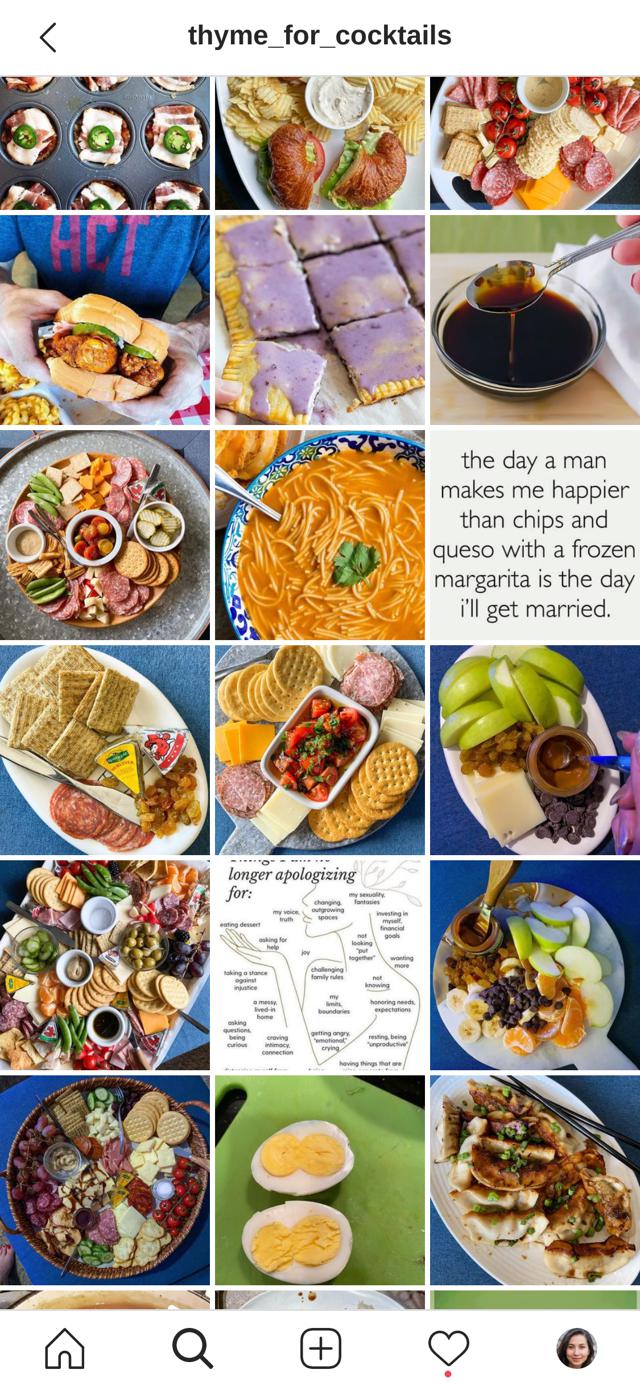 thyme_for_cocktails
HCT
the day a man
makes me happier
than chips and
queso with a frozen
margarita is the day
i'll get married.
longer apologizing
for:
my sexuality,
fantasies
changing,
outgrowing
spaces
my voice,
truth
investing in
myself,
financial
goals
eating dessert
asking for
help
not
looking
"put
together"
joy
wanting
more
taking a stance
against
injustice
challenging
family rules
not
knowing
a messy,
lived-in
home
my
limits,
boundaries
honoring needs,
expectations
asking
questions,
being
curious
craving
intimacy,
connection
getting angry,
"emotional,"
crying
resting, being
"unproductive"
having things that are